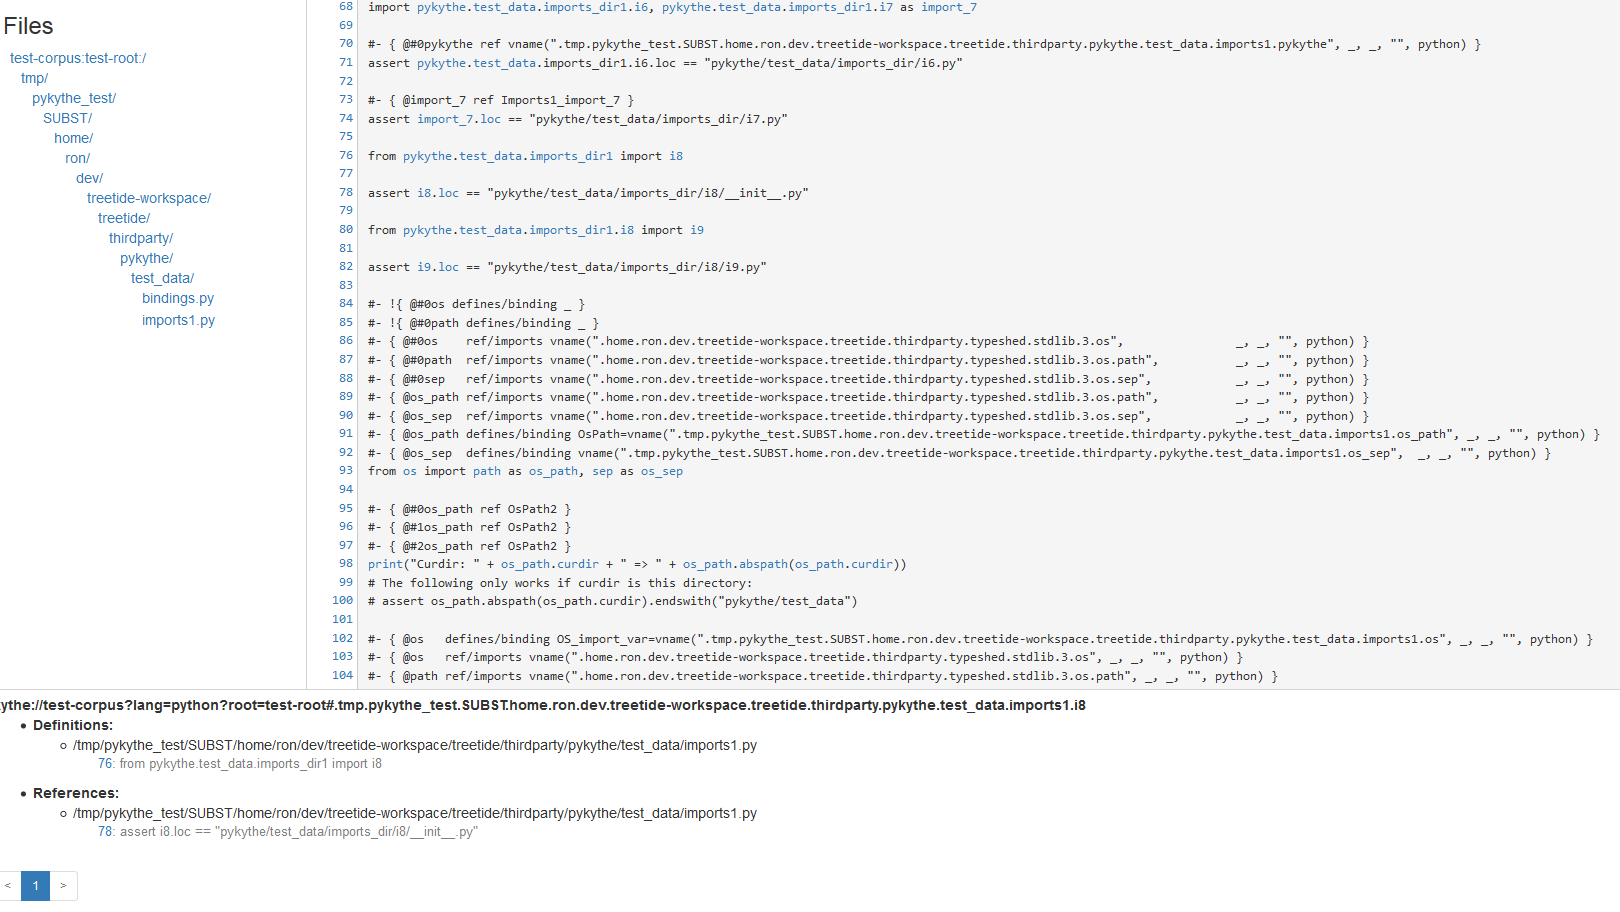 Files
test-corpus:test-root:/
tmp/
pykythe_test/
SUBST/
home/
ron/
dev/
treetide-workspace/
treetide/
thirdparty/
pykythe/
test_data/
bindings.py
imports1.py
68 import pykythe.test_data.imports_dir1.i6, pykythe.test_data.imports_dir1.i7 as import_7
69
70 #- { @#0pykythe ref vname(".tmp.pykythe_test.SUBST.home.ron.dev.treetide-workspace.treetide.thirdparty.pykythe.test_data.imports1.pykythe", _, _, "", python) }
71 assert pykythe.test_data.imports_dir1.i6.loc == "pykythe/test_data/imports_dir/i6.py"
72
73 #- { @import_7 ref Imports1_import_7 }
74 assert import_7.loc == "pykythe/test_data/imports_dir/i7.py"
75
76 from pykythe.test_data.imports_dir1 import i8
77
78 assert i8.loc == "pykythe/test_data/imports_dir/i8/__init__.py"
79
80 from pykythe.test_data.imports_dir1.i8 import i9
81
82 assert i9.loc == "pykythe/test_data/imports_dir/i8/i9.py"
83
84 #- !{ @#0os defines/binding _ }
85 #- !{ @#0path defines/binding _ }
86 #- { @#0os    ref/imports vname(".home.ron.dev.treetide-workspace.treetide.thirdparty.typeshed.stdlib.3.os",                _, _, "", python) }
87 #- { @#0path  ref/imports vname(".home.ron.dev.treetide-workspace.treetide.thirdparty.typeshed.stdlib.3.os.path",           _, _, "", python) }
88 #- { @#0sep   ref/imports vname(".home.ron.dev.treetide-workspace.treetide.thirdparty.typeshed.stdlib.3.os.sep",            _, _, "", python) }
89 #- { @os_path ref/imports vname(".home.ron.dev.treetide-workspace.treetide.thirdparty.typeshed.stdlib.3.os.path",           _, _, "", python) }
90 #- { @os_sep  ref/imports vname(".home.ron.dev.treetide-workspace.treetide.thirdparty.typeshed.stdlib.3.os.sep",            _, _, "", python) }
91 #- { @os_path defines/binding OsPath=vname(".tmp.pykythe_test.SUBST.home.ron.dev.treetide-workspace.treetide.thirdparty.pykythe.test_data.imports1.os_path", _, _, "", python) }
92 #- { @os_sep  defines/binding vname(".tmp.pykythe_test.SUBST.home.ron.dev.treetide-workspace.treetide.thirdparty.pykythe.test_data.imports1.os_sep",  _, _, "", python) }
93 from os import path as os_path, sep as os_sep
94
95 #- { @#0os_path ref OsPath2 }
96 #- { @#1os_path ref OsPath2 }
97 #- { @#2os_path ref OsPath2 }
98 print("Curdir: " + os_path.curdir + " => " + os_path.abspath(os_path.curdir))
99 # The following only works if curdir is this directory:
100 # assert os_path.abspath(os_path.curdir).endswith("pykythe/test_data")
101
102 #- { @os   defines/binding OS_import_var=vname(".tmp.pykythe_test.SUBST.home.ron.dev.treetide-workspace.treetide.thirdparty.pykythe.test_data.imports1.os", _, _, "", python) }
103 #- { @os   ref/imports vname(".home.ron.dev.treetide-workspace.treetide.thirdparty.typeshed.stdlib.3.os", _, _, "", python) }
104 #- { @path ref/imports vname(".home.ron.dev.treetide-workspace.treetide.thirdparty.typeshed.stdlib.3.os.path", _, _, "", python) }
ythe://test-corpus?lang=python?root=test-root#.tmp.pykythe_test.SUBST.home.ron.dev.treetide-workspace.treetide.thirdparty.pykythe.test_data.imports1.i8
• Definitions:
○ /tmp/pykythe_test/SUBST/home/ron/dev/treetide-workspace/treetide/thirdparty/pykythe/test_data/imports1.py
76: from pykythe.test_data.imports_dir1 import i8
• References:
○ /tmp/pykythe_test/SUBST/home/ron/dev/treetide-workspace/treetide/thirdparty/pykythe/test_data/imports1.py
78: assert i8.loc == "pykythe/test_data/imports_dir/i8/__init__.py"
< 1 >